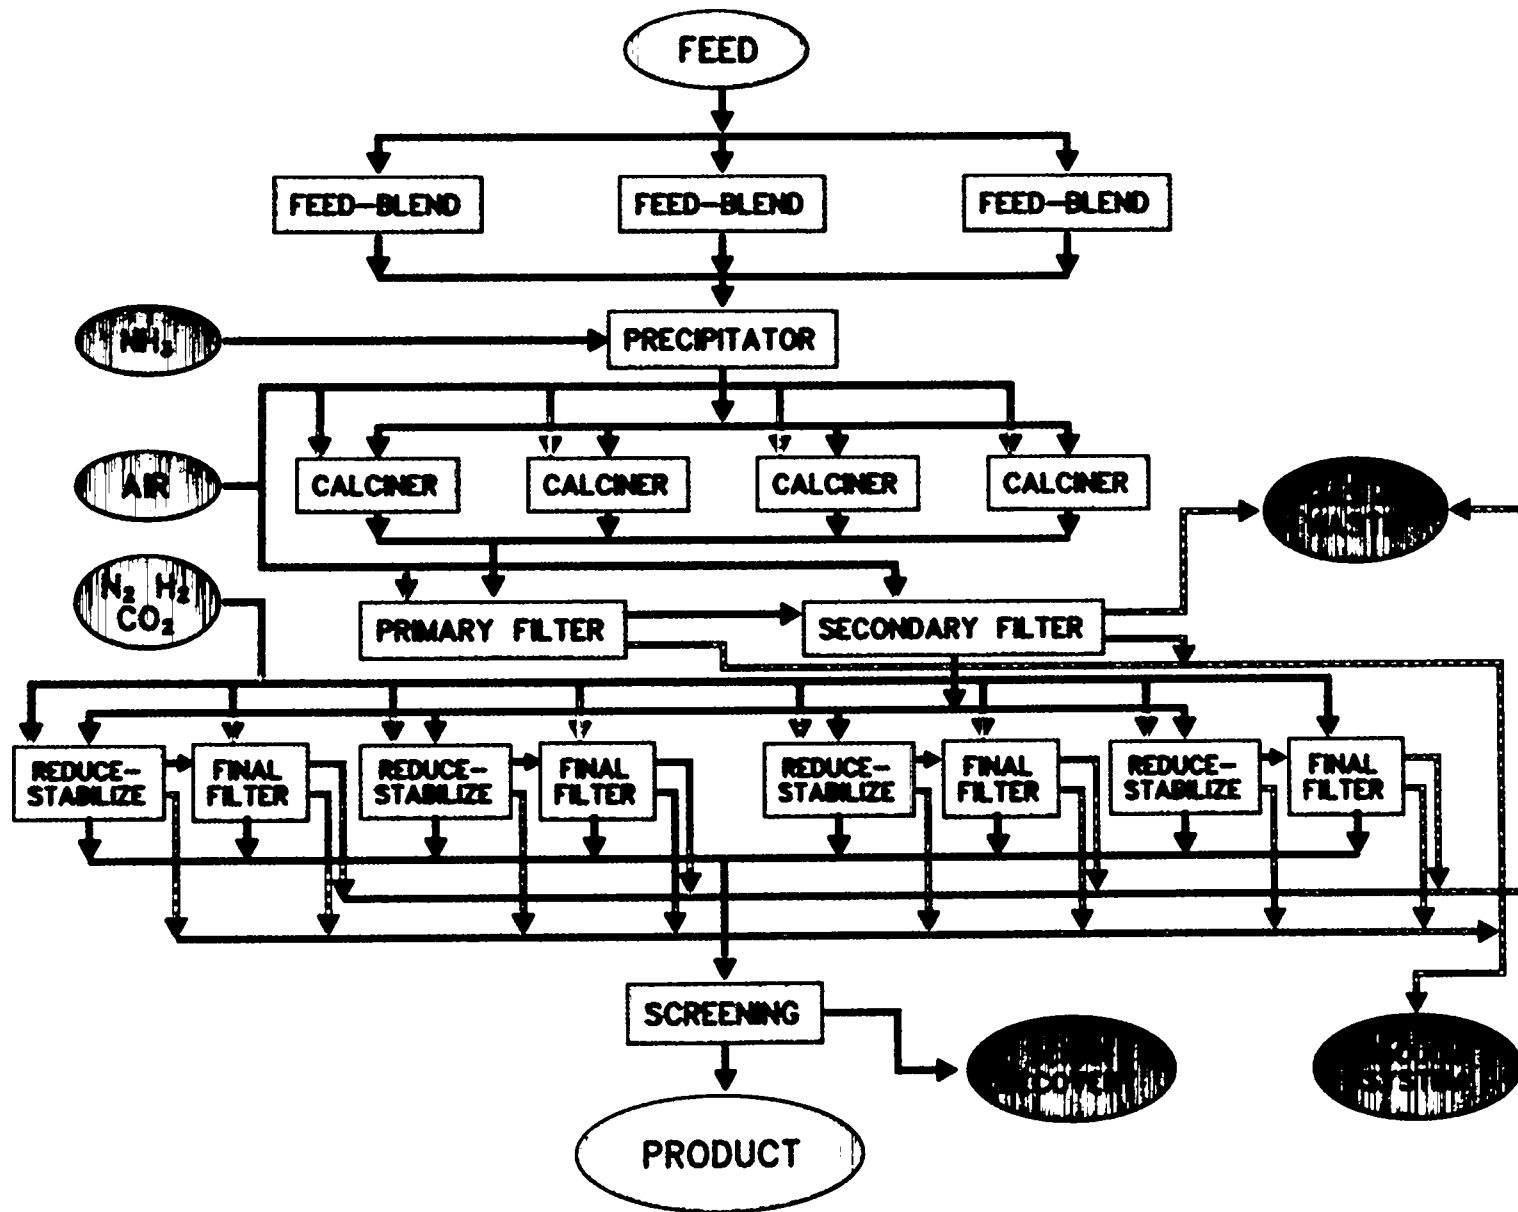 FEED
FEED-BLEND FEED-BLEND FEED-BLEND
NH₃
PRECIPITATOR
AIR
CALCINER CALCINER CALCINER CALCINER
N₂ H₂
CO₂
PRIMARY FILTER
SECONDARY FILTER
REDUCE-
STABILIZE
FINAL
FILTER
REDUCE-
STABILIZE
FINAL
FILTER
REDUCE-
STABILIZE
FINAL
FILTER
REDUCE-
STABILIZE
FINAL
FILTER
SCREENING
SYSTEM
PRODUCT